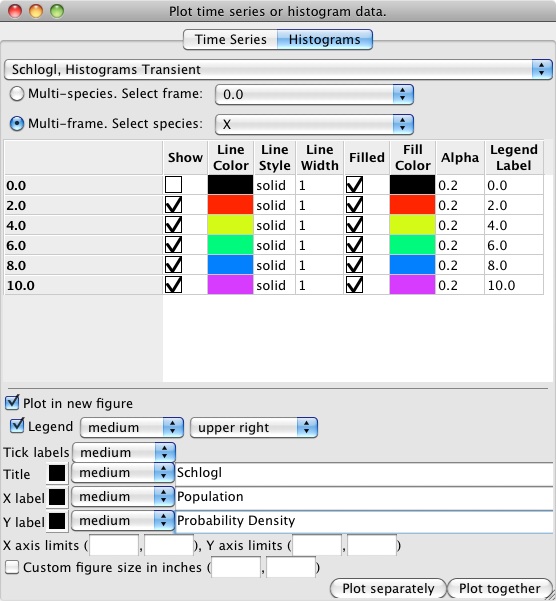 Plot time series or histogram data.
Time Series Histograms
Schlogl, Histograms Transient
Multi-species. Select frame: 0.0
Multi-frame. Select species: X
Show Line Color Line Style Line Width Filled Fill Color Alpha Legend Label
0.0 solid 1 0.2 0.0
2.0 solid 1 0.2 2.0
4.0 solid 1 0.2 4.0
6.0 solid 1 0.2 6.0
8.0 solid 1 0.2 8.0
10.0 solid 1 0.2 10.0
Plot in new figure
Legend medium upper right
Tick labels medium
Title medium Schlogl
X label medium Population
Y label medium Probability Density
X axis limits ( , ), Y axis limits ( , )
Custom figure size in inches ( , )
Plot separately Plot together